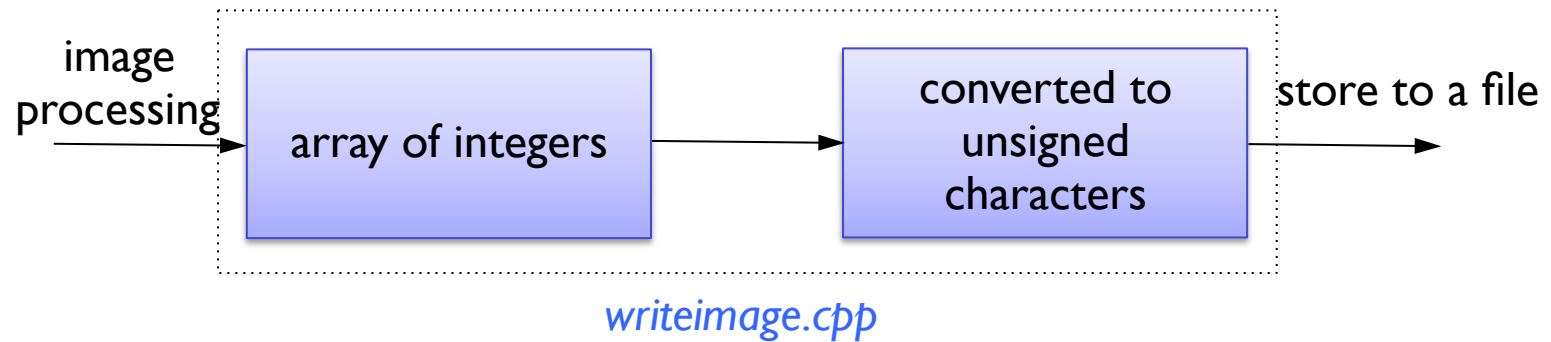 image
processing
array of integers
converted to
unsigned
characters
store to a file
writeimage.cpp